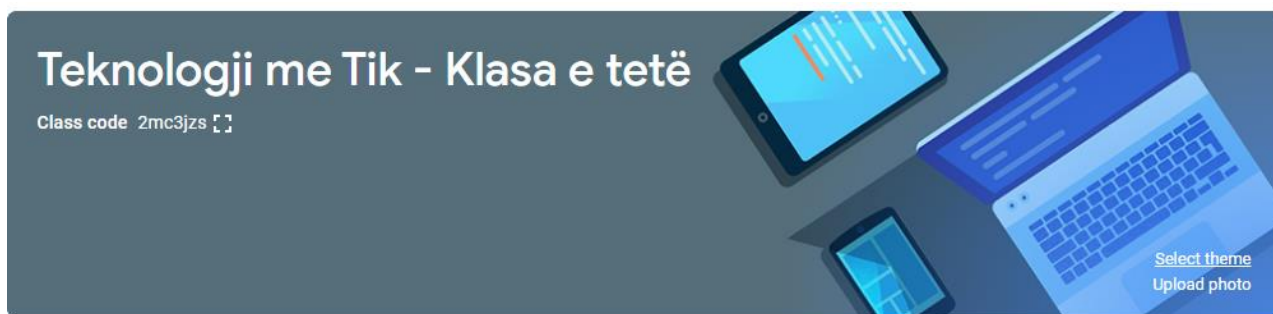 Teknologji me Tik - Klasa e tetë
Class code 2mc3jzs
Select theme
Upload photo